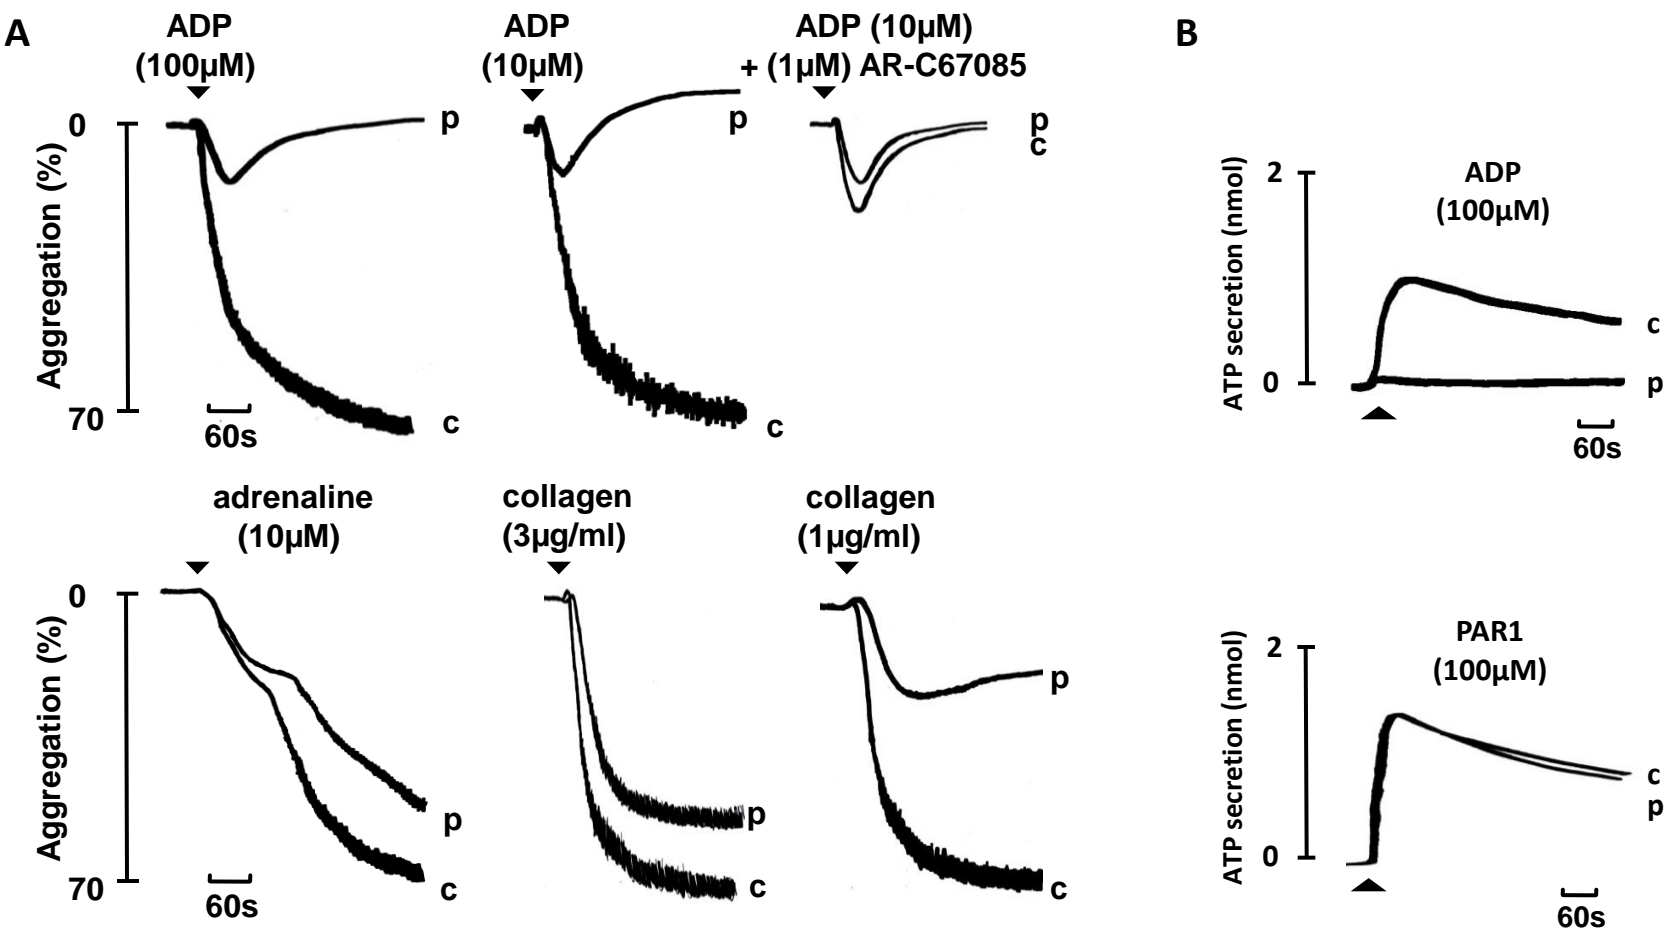 A
ADP
(100µM)
ADP
(10µM)
ADP (10µM)
+ (1µM) AR-C67085
Aggregation (%)
0
70
60s
p
c
p
c
p
c
adrenaline
(10µM)
collagen
(3µg/ml)
collagen
(1µg/ml)
Aggregation (%)
0
70
60s
p
c
p
c
p
c
B
ATP secretion (nmol)
2
0
ADP
(100µM)
c
p
60s
ATP secretion (nmol)
2
0
PAR1
(100µM)
c
p
60s